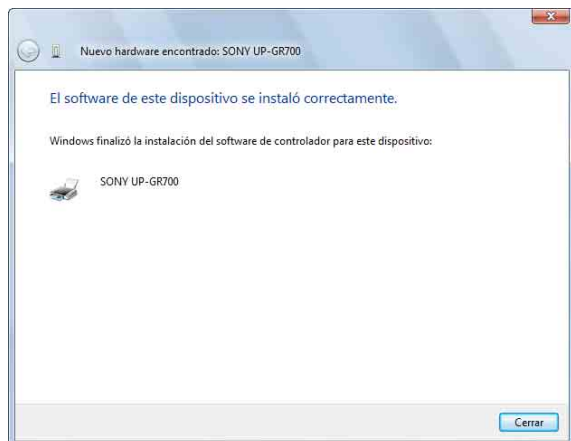 Nuevo hardware encontrado: SONY UP-GR700
El software de este dispositivo se instaló correctamente.
Windows finalizó la instalación del software de controlador para este dispositivo:
SONY UP-GR700
Cerrar